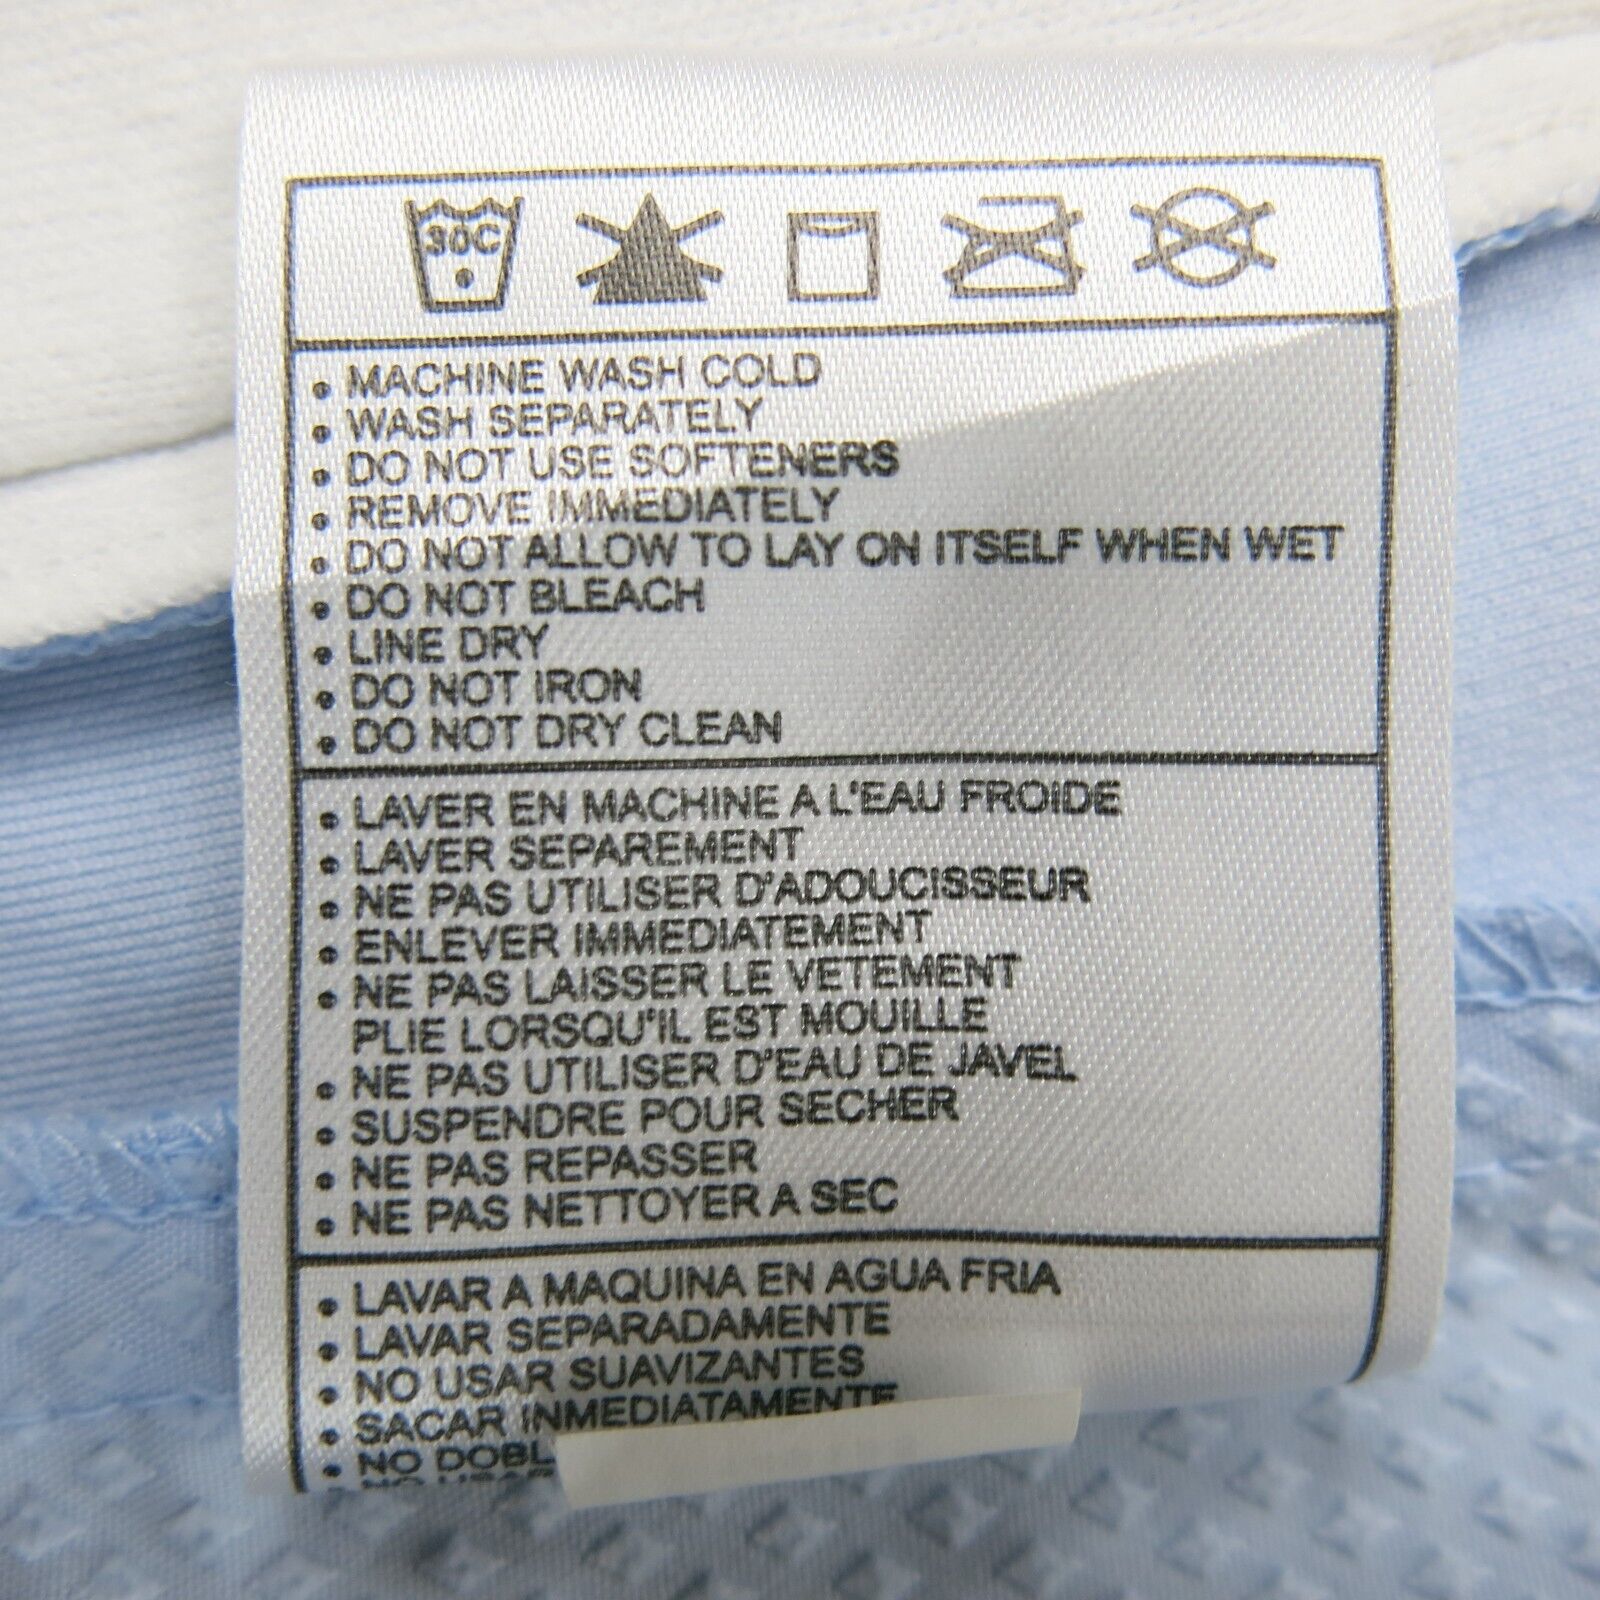 30C
• MACHINE WASH COLD
• WASH SEPARATELY
• DO NOT USE SOFTENERS
• REMOVE IMMEDIATELY
• DO NOT ALLOW TO LAY ON ITSELF WHEN WET
• DO NOT BLEACH
• LINE DRY
• DO NOT IRON
• DO NOT DRY CLEAN
• LAVER EN MACHINE A L'EAU FROIDE
• LAVER SEPAREMENT
• NE PAS UTILISER D'ADOUCISSEUR
• ENLEVER IMMEDIATEMENT
• NE PAS LAISSER LE VETEMENT
PLIE LORSQU'IL EST MOUILLE
• NE PAS UTILISER D'EAU DE JAVEL
• SUSPENDRE POUR SECHER
• NE PAS REPASSER
• NE PAS NETTOYER A SEC
• LAVAR A MAQUINA EN AGUA FRIA
• LAVAR SEPARADAMENTE
• NO USAR SUAVIZANTES
• SACAR INMEDIATAMENTE
• NO DOBL
• NO USAR